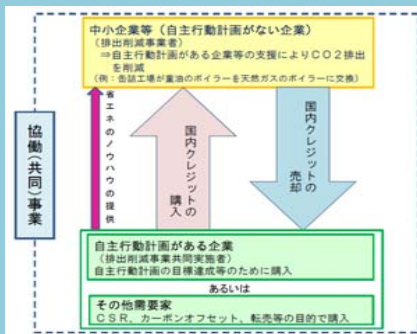 中小企業等（自主行動計画がない企業）
（排出削減事業者）
⇒自主行動計画がある企業等の支援によりＣＯ２排出
を削減
（例：缶詰工場が重油のボイラーを天然ガスのボイラーに交換）
協働（共同）事業
省エネのノウハウの提供
国内クレジットの
購入
国内クレジットの
売却
自主行動計画がある企業
（排出削減事業共同実施者）
自主行動計画の目標達成等のために購入
あるいは
その他需要家
ＣＳＲ、カーボンオフセット、転売等の目的で購入